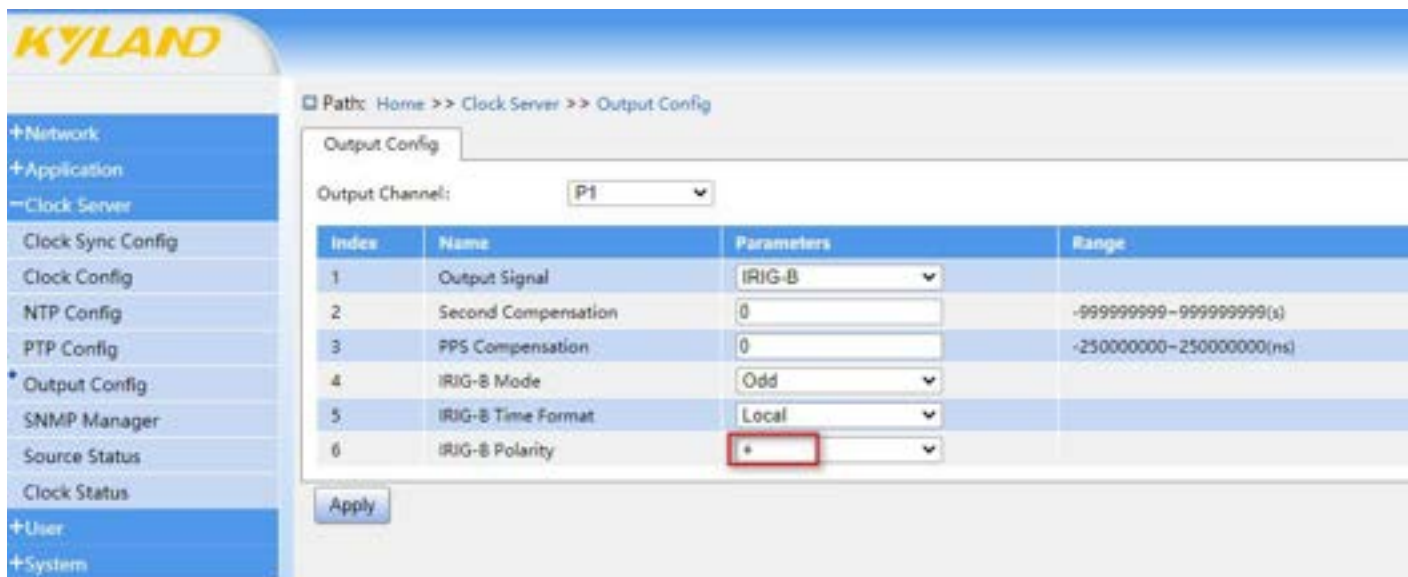 KYLAND
Path: Home >> Clock Server >> Output Config
+Network
+Application
−Clock Server
Clock Sync Config
Clock Config
NTP Config
PTP Config
Output Config
SNMP Manager
Source Status
Clock Status
+User
+System
Output Config
Output Channel: P1
Index Name Parameters Range
1 Output Signal IRIG-B
2 Second Compensation 0 -999999999~999999999(s)
3 PPS Compensation 0 -250000000~250000000(ns)
4 IRIG-B Mode Odd
5 IRIG-B Time Format Local
6 IRIG-B Polarity +
Apply